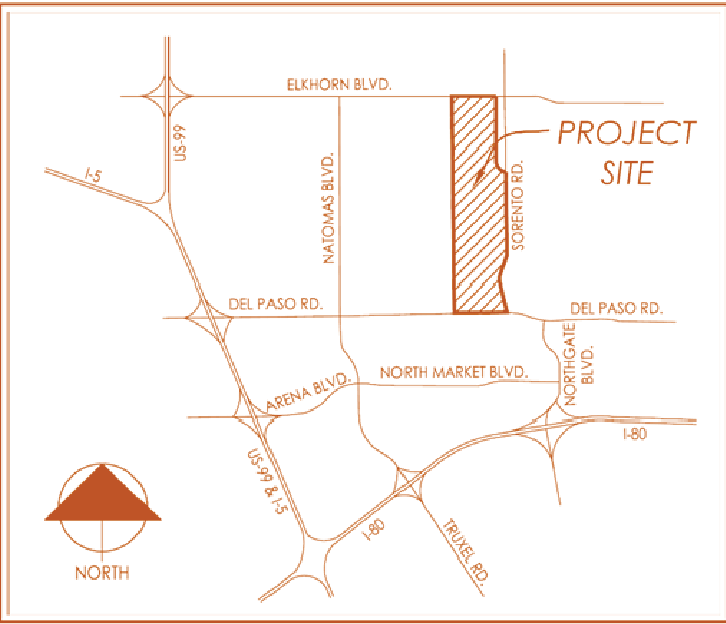 ELKHORN BLVD.
US-99
I-5
NATOMAS BLVD.
PROJECT
SITE
SORENTO RD.
DEL PASO RD.
DEL PASO RD.
NORTHGATE
BLVD.
NORTH MARKET BLVD.
ARENA BLVD.
I-80
US-99 & I-5
I-80
TRUXEL RD.
NORTH